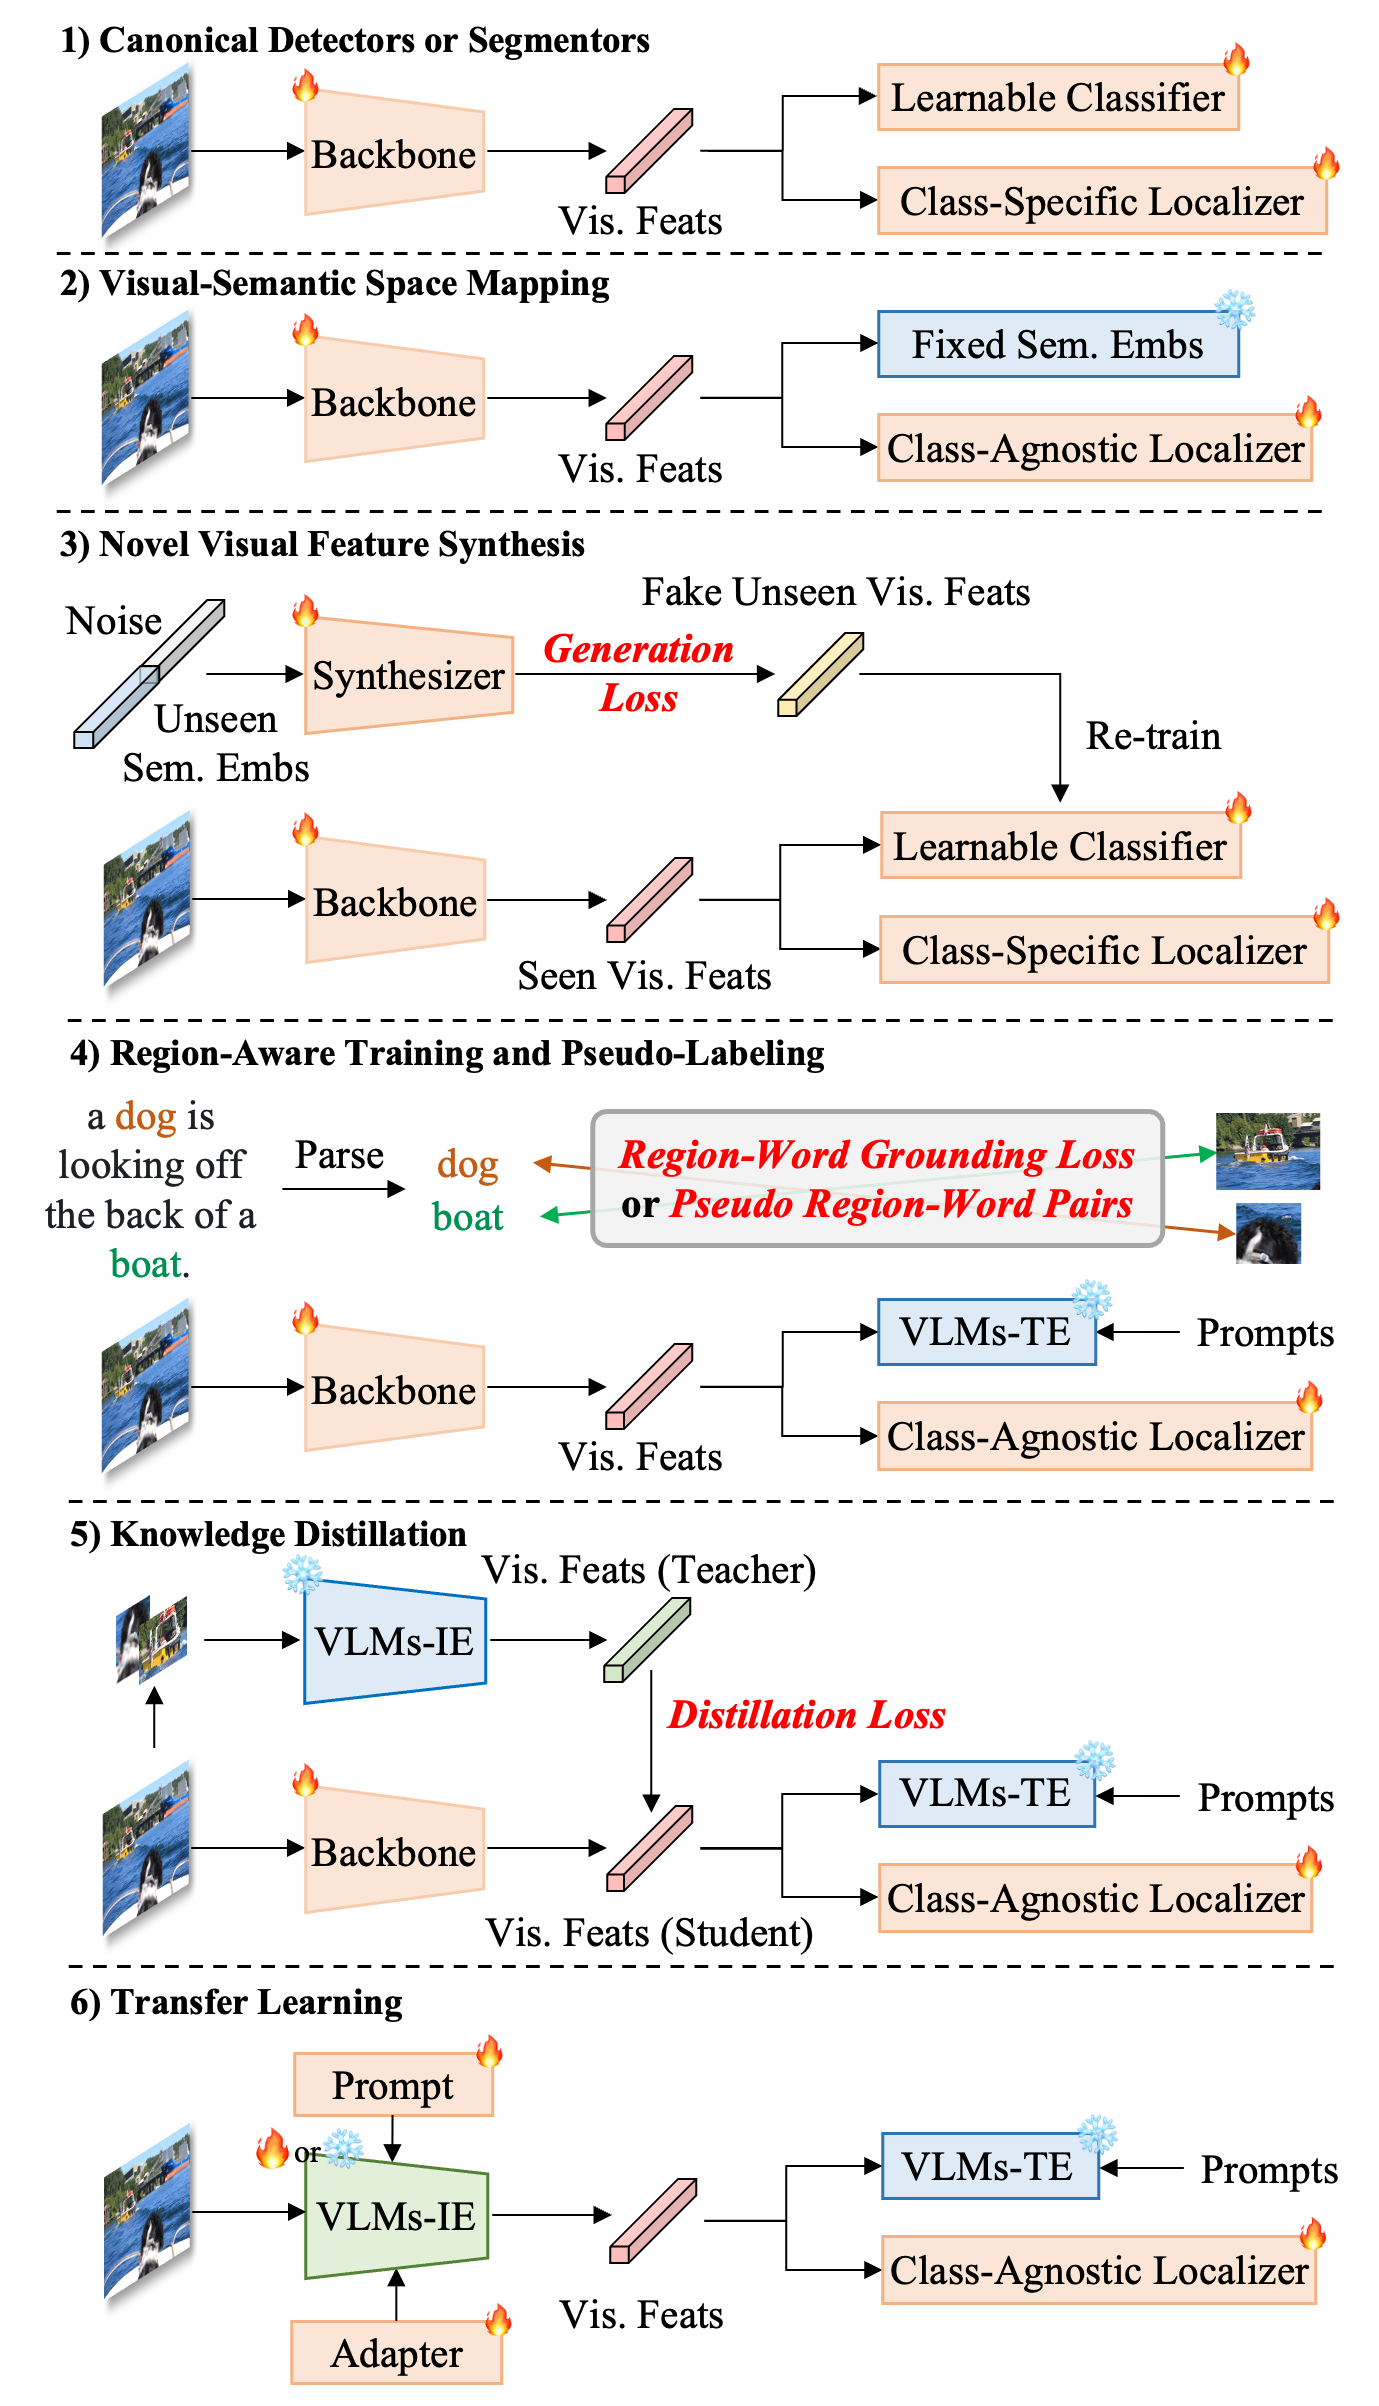 1) Canonical Detectors or Segmentors
Backbone
Vis. Feats
Learnable Classifier
Class-Specific Localizer
2) Visual-Semantic Space Mapping
Backbone
Vis. Feats
Fixed Sem. Embs
Class-Agnostic Localizer
3) Novel Visual Feature Synthesis
Noise
Unseen
Sem. Embs
Synthesizer
Generation
Loss
Fake Unseen Vis. Feats
Re-train
Backbone
Seen Vis. Feats
Learnable Classifier
Class-Specific Localizer
4) Region-Aware Training and Pseudo-Labeling
a dog is
looking off
the back of a
boat.
Parse
dog
boat
Region-Word Grounding Loss
or Pseudo Region-Word Pairs
Backbone
Vis. Feats
VLMs-TE
Prompts
Class-Agnostic Localizer
5) Knowledge Distillation
VLMs-IE
Vis. Feats (Teacher)
Distillation Loss
Backbone
Vis. Feats (Student)
VLMs-TE
Prompts
Class-Agnostic Localizer
6) Transfer Learning
Prompt
or
VLMs-IE
Adapter
Vis. Feats
VLMs-TE
Prompts
Class-Agnostic Localizer